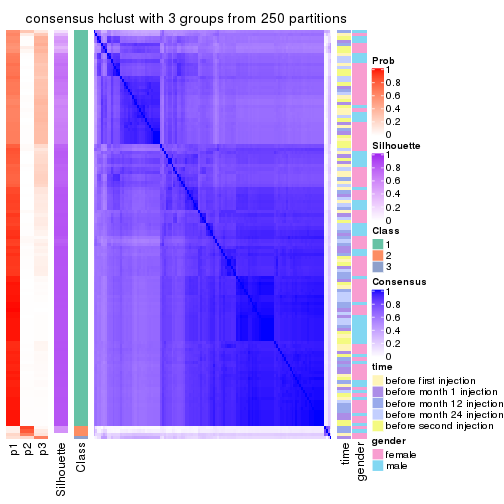 consensus hclust with 3 groups from 250 partitions
Prob
1
0.8
0.6
0.4
0.2
0
Silhouette
1
0.8
0.6
0.4
0.2
0
Class
1
2
3
Consensus
1
0.8
0.6
0.4
0.2
0
time
before first injection
before month 1 injection
before month 12 injection
before month 24 injection
before second injection
gender
female
male
p1
p2
p3
Silhouette
Class
time
gender